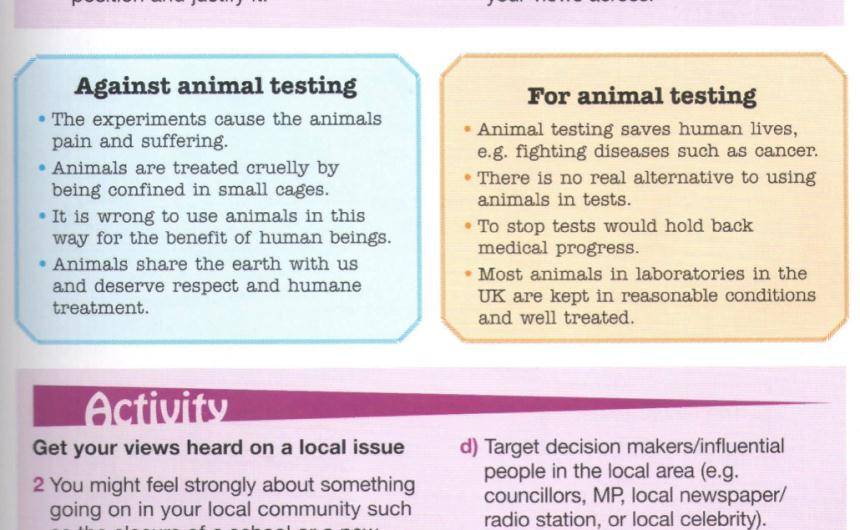 position and justify it.
your views across.
Against animal testing
• The experiments cause the animals
pain and suffering.
• Animals are treated cruelly by
being confined in small cages.
• It is wrong to use animals in this
way for the benefit of human beings.
• Animals share the earth with us
and deserve respect and humane
treatment.
For animal testing
• Animal testing saves human lives,
e.g. fighting diseases such as cancer.
• There is no real alternative to using
animals in tests.
• To stop tests would hold back
medical progress.
• Most animals in laboratories in the
UK are kept in reasonable conditions
and well treated.
Activity
Get your views heard on a local issue
2 You might feel strongly about something
going on in your local community such
as the closure of a school or a new
d) Target decision makers/influential
people in the local area (e.g.
councillors, MP, local newspaper/
radio station, or local celebrity).